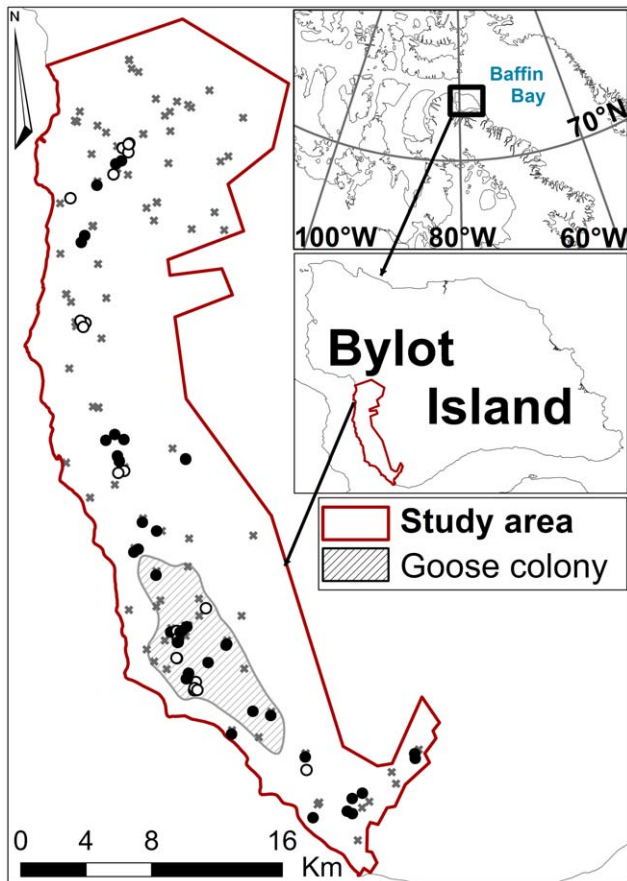 N
Baffin
Bay
70°N
100°W
80°W
60°W
Bylot
Island
Study area
Goose colony
0
4
8
16
Km